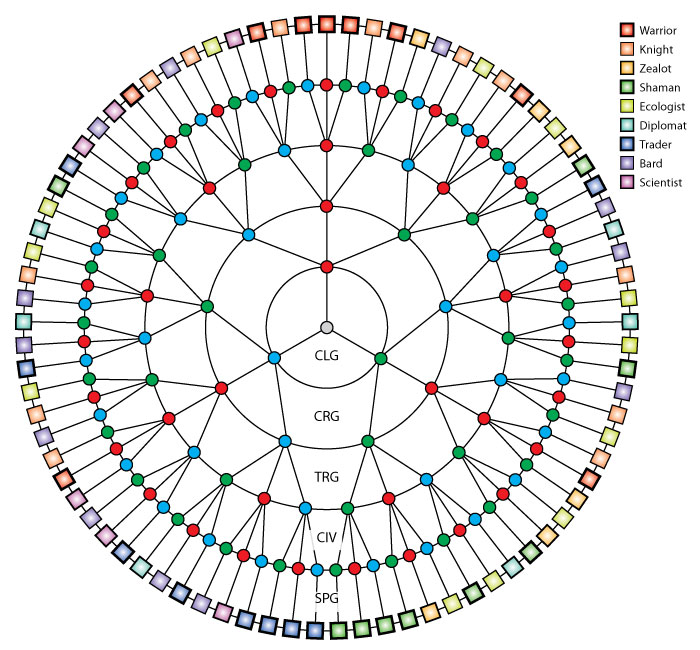 Warrior
Knight
Zealot
Shaman
Ecologist
Diplomat
Trader
Bard
Scientist
CLG
CRG
TRG
CIV
SPG